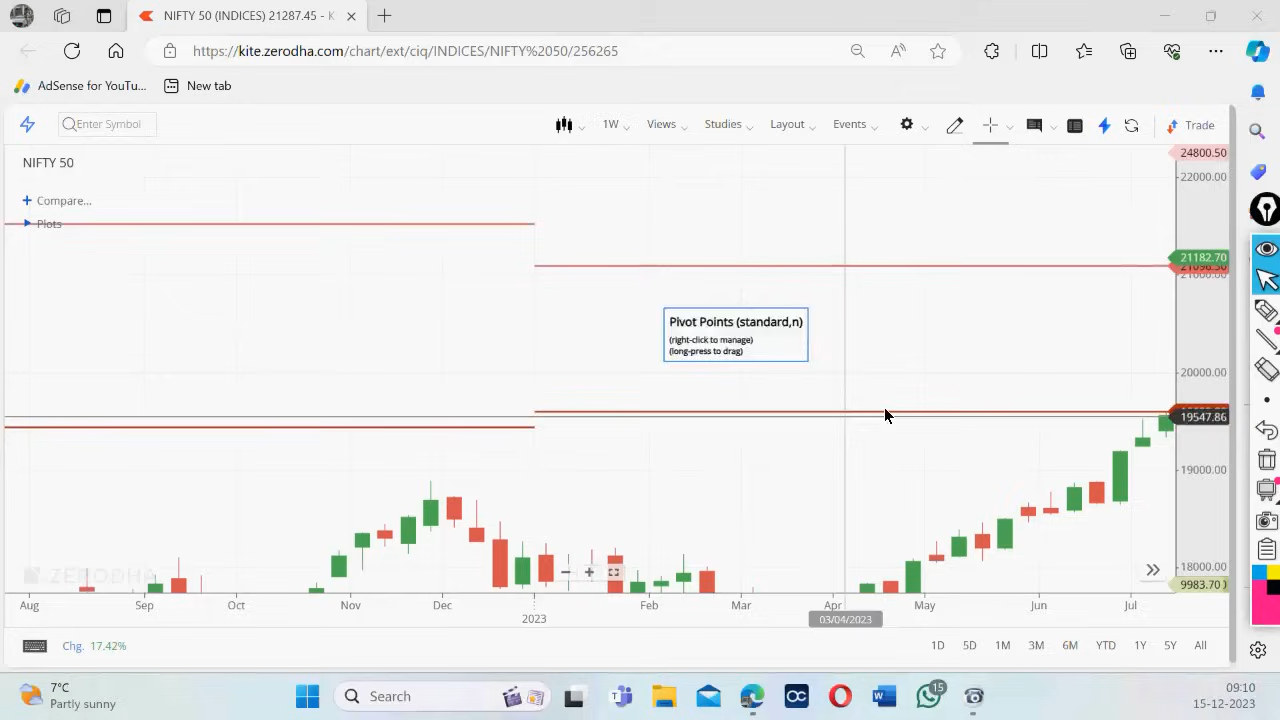 NIFTY 50 (INDICES) 21287.45 - K
https://kite.zerodha.com/chart/ext/ciq/INDICES/NIFTY%2050/256265
AdSense for YouTu...
New tab
Enter Symbol
1W
Views
Studies
Layout
Events
Trade
NIFTY 50
Compare...
Plots
24800.50
22000.00
21182.70
21000.00
20000.00
19547.86
19000.00
18000.00
9983.70
Pivot Points (standard,n)
(right-click to manage)
(long-press to drag)
ZERODHA
Aug Sep Oct Nov Dec 2023 Feb Mar Apr May Jun Jul
03/04/2023
Chg. 17.42%
1D 5D 1M 3M 6M YTD 1Y 5Y All
7°C
Partly sunny
Search
OC
15
09:10
15-12-2023